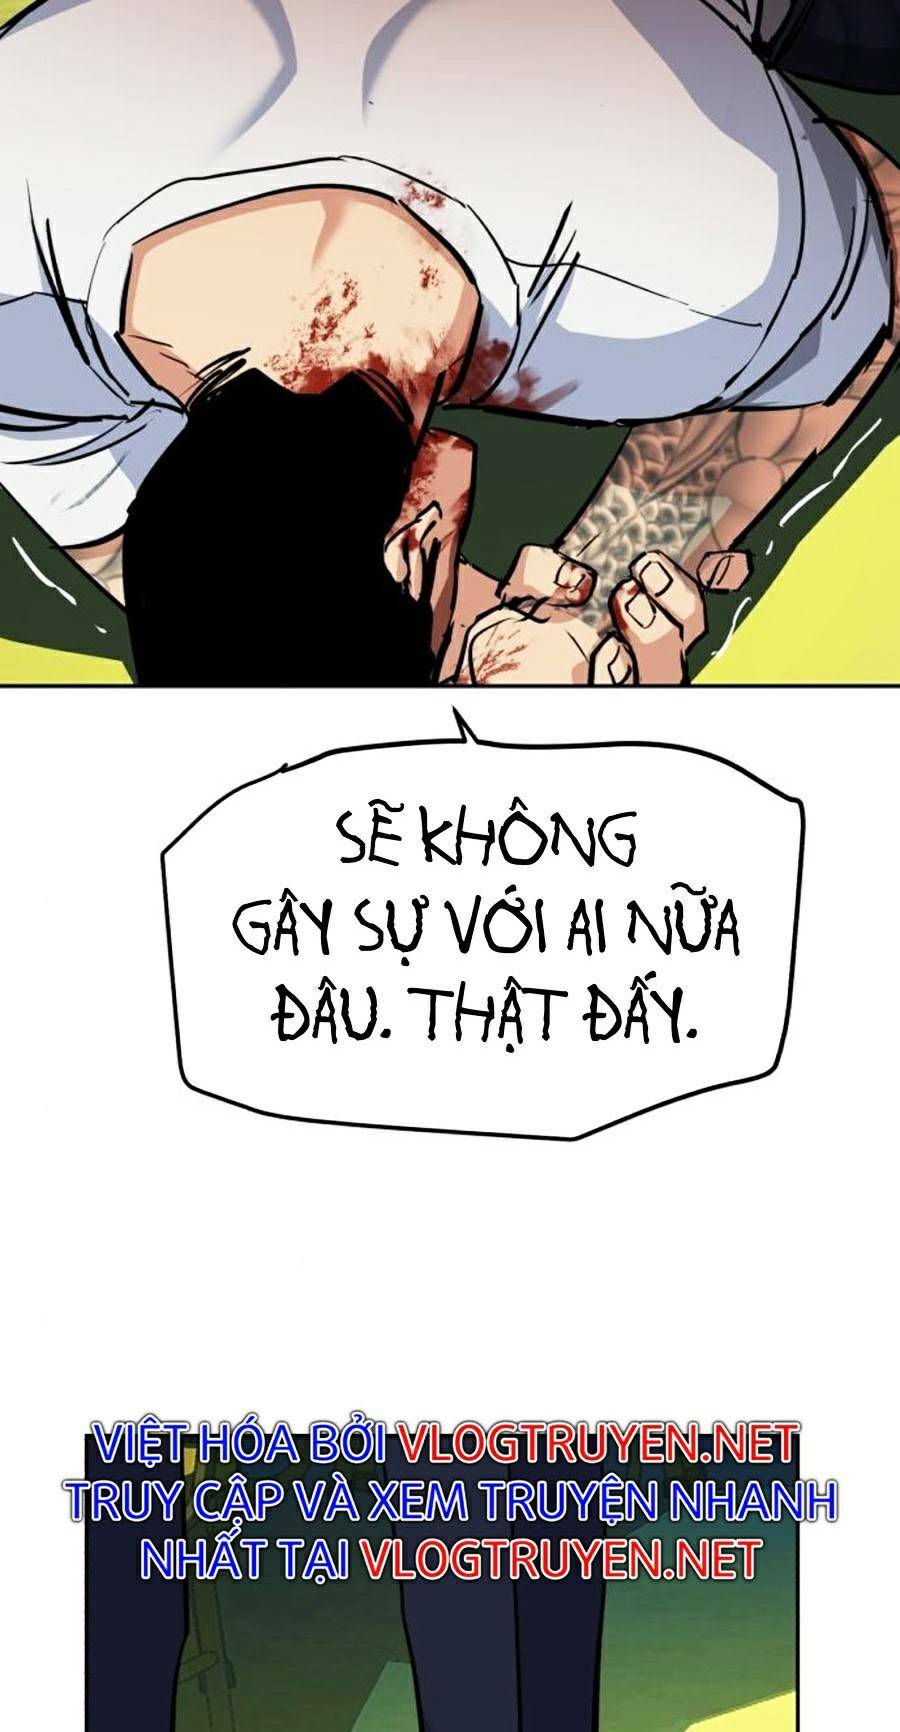 SẼ KHÔNG
GÂY SỰ VỚI AI NỮA
ĐÂU. THẬT ĐẤY.
VIỆT HÓA BỞI VLOGTRUYEN.NET
TRUY CẬP VÀ XEM TRUYỆN NHANH
NHẤT TẠI VLOGTRUYEN.NET